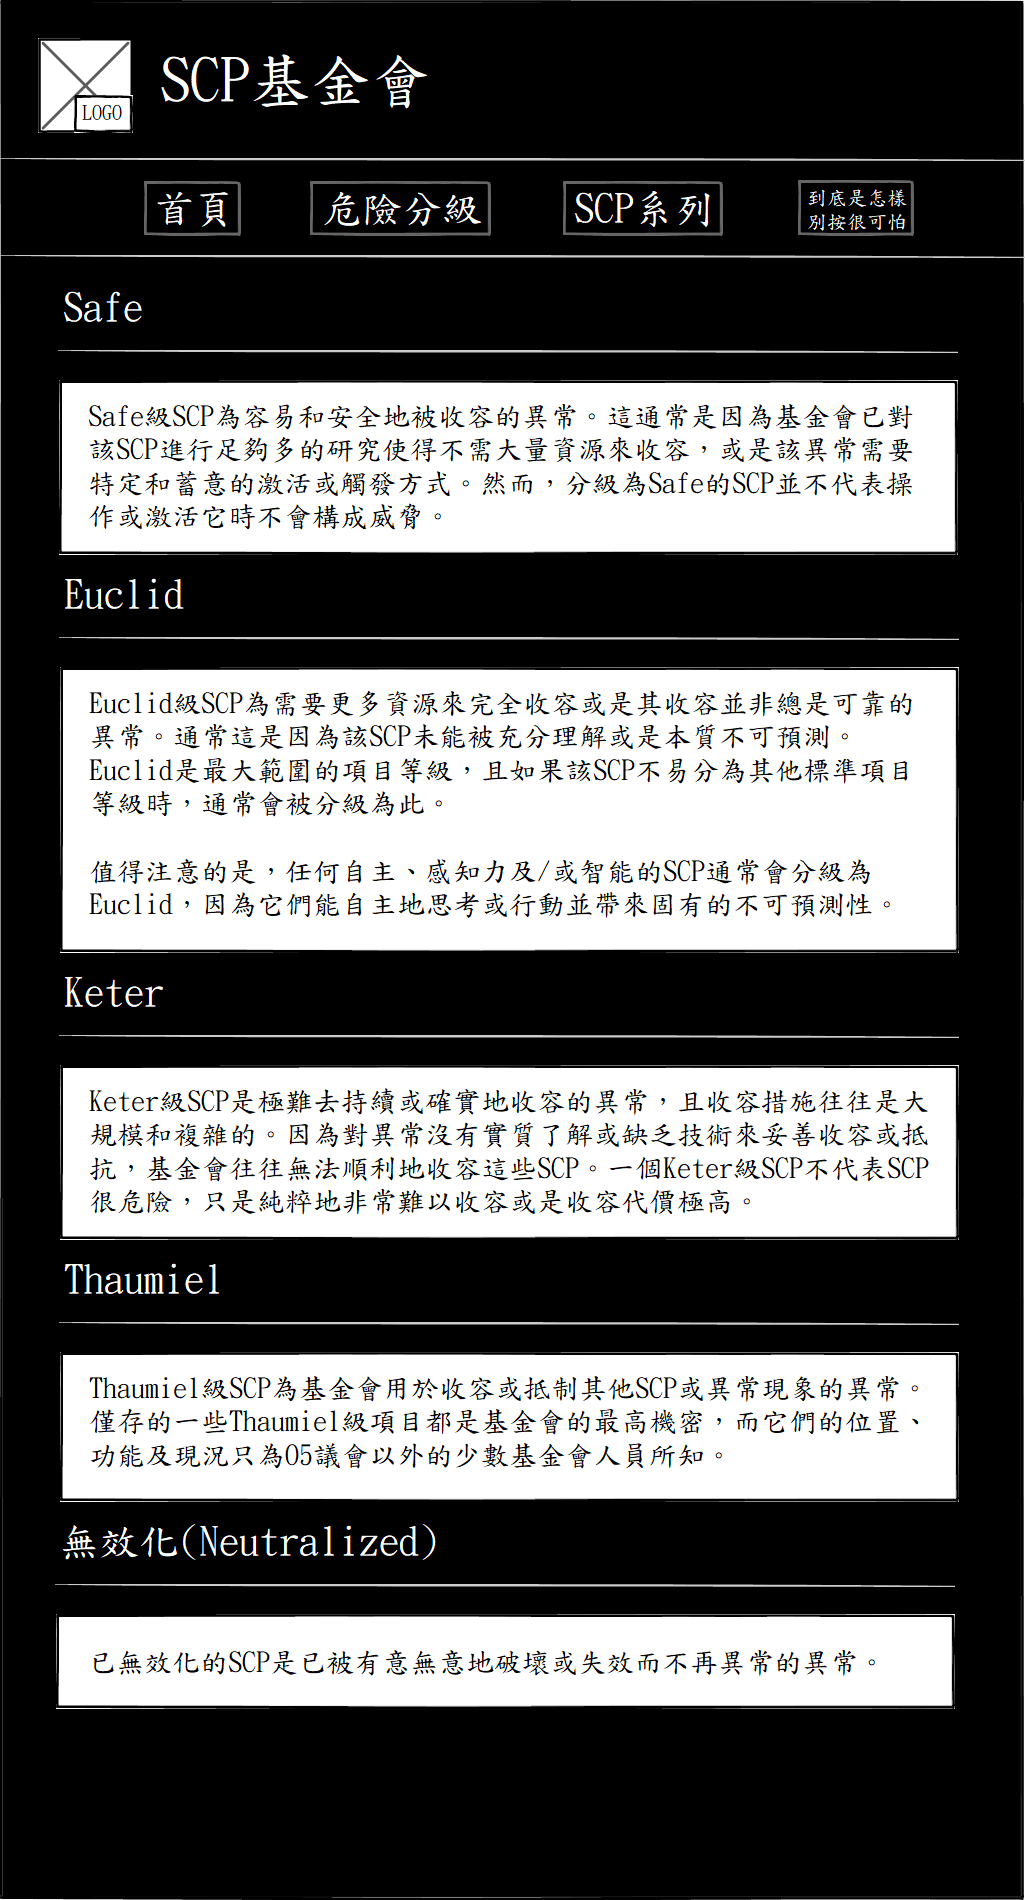 LOGO
SCP基金會
首頁
危險分級
SCP系列
到底是怎樣
別按很可怕
Safe
Safe級SCP為容易和安全地被收容的異常。這通常是因為基金會已對
該SCP進行足夠多的研究使得不需大量資源來收容，或是該異常需要
特定和蓄意的激活或觸發方式。然而，分級為Safe的SCP並不代表操
作或激活它時不會構成威脅。
Euclid
Euclid級SCP為需要更多資源來完全收容或是其收容並非總是可靠的
異常。通常這是因為該SCP未能被充分理解或是本質不可預測。
Euclid是最大範圍的項目等級，且如果該SCP不易分為其他標準項目
等級時，通常會被分級為此。
值得注意的是，任何自主、感知力及/或智能的SCP通常會分級為
Euclid，因為它們能自主地思考或行動並帶來固有的不可預測性。
Keter
Keter級SCP是極難去持續或確實地收容的異常，且收容措施往往是大
規模和複雜的。因為對異常沒有實質了解或缺乏技術來妥善收容或抵
抗，基金會往往無法順利地收容這些SCP。一個Keter級SCP不代表SCP
很危險，只是純粹地非常難以收容或是收容代價極高。
Thaumiel
Thaumiel級SCP為基金會用於收容或抵制其他SCP或異常現象的異常。
僅存的一些Thaumiel級項目都是基金會的最高機密，而它們的位置、
功能及現況只為O5議會以外的少數基金會人員所知。
無效化(Neutralized)
已無效化的SCP是已被有意無意地破壞或失效而不再異常的異常。